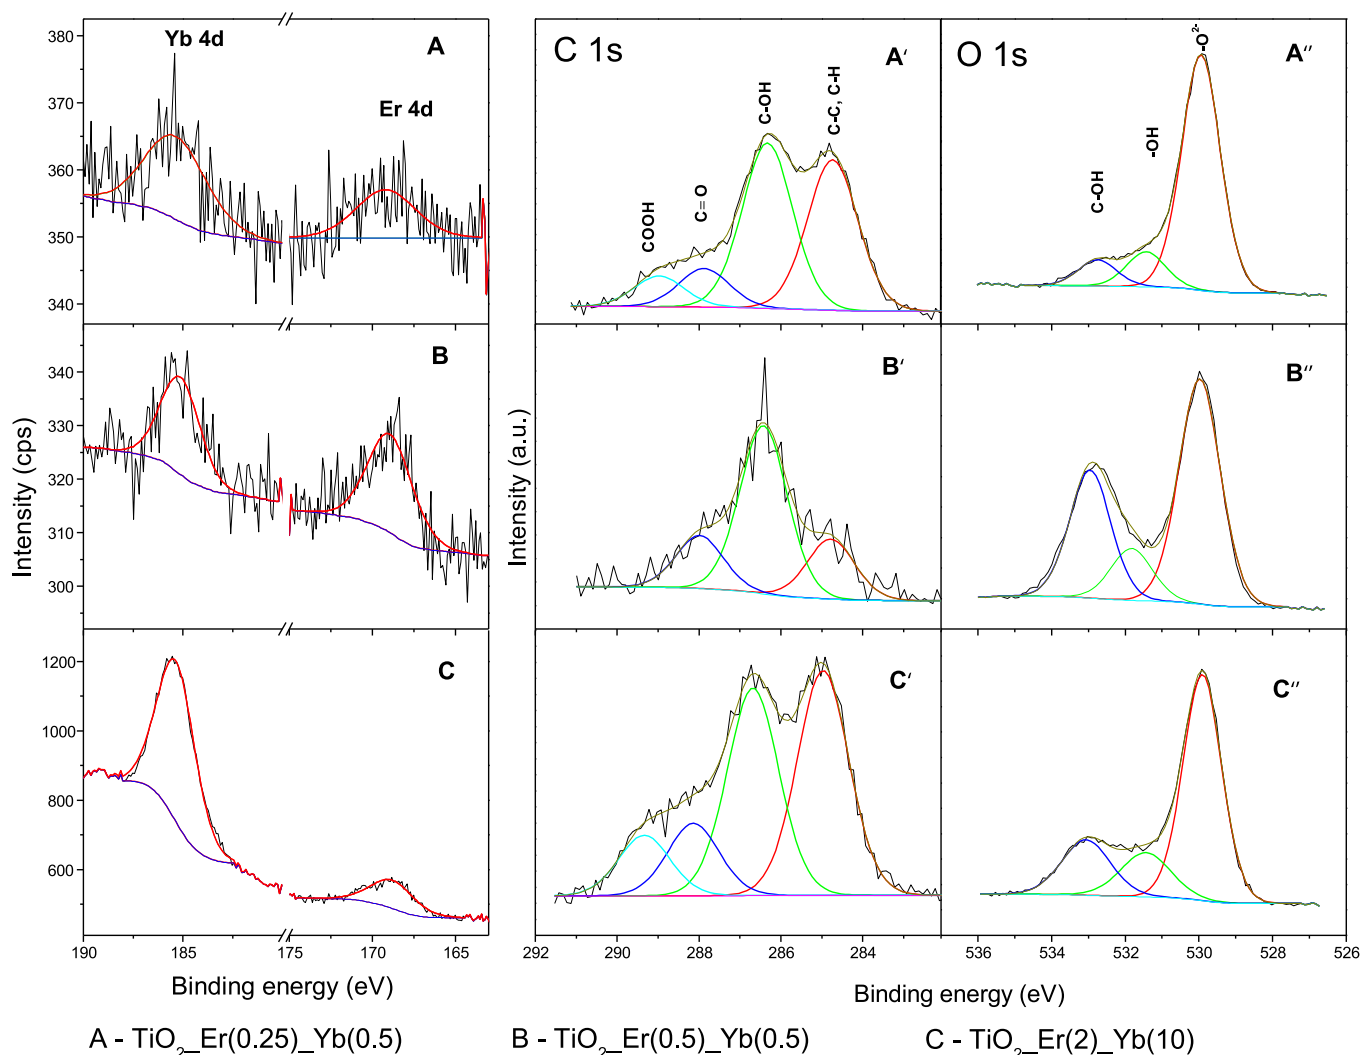 Yb 4d
Er 4d
A
380
370
360
350
340
B
340
330
320
310
300
C
1200
1000
800
600
Intensity (cps)
190 185 175 170 165
Binding energy (eV)
C 1s
A′
COOH
C=O
C-OH
C-C, C-H
B′
C′
Intensity (a.u.)
292 290 288 286 284
O 1s
A″
C-OH
-OH
-O²⁻
B″
C″
536 534 532 530 528 526
Binding energy (eV)
A - TiO₂_Er(0.25)_Yb(0.5) B - TiO₂_Er(0.5)_Yb(0.5) C - TiO₂_Er(2)_Yb(10)